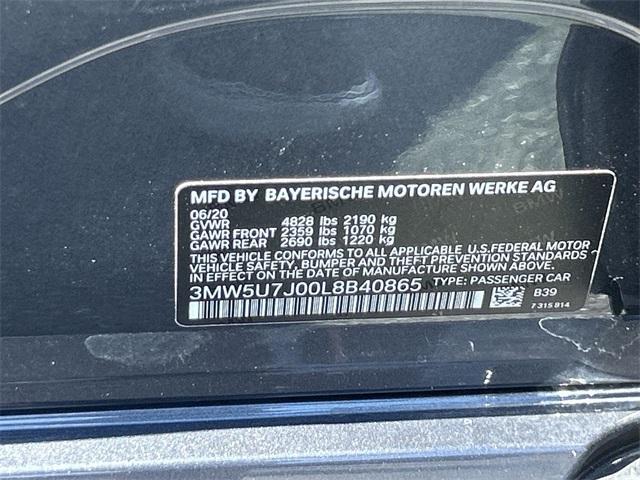 MFD BY BAYERISCHE MOTOREN WERKE AG
06/20
GVWR 4828 lbs 2190 kg
GAWR FRONT 2359 lbs 1070 kg
GAWR REAR 2690 lbs 1220 kg
THIS VEHICLE CONFORMS TO ALL APPLICABLE U.S.FEDERAL MOTOR
VEHICLE SAFETY, BUMPER AND THEFT PREVENTION STANDARDS
IN EFFECT ON THE DATE OF MANUFACTURE SHOWN ABOVE.
3MW5U7J00L8B40865 TYPE: PASSENGER CAR
B39
7 315 814